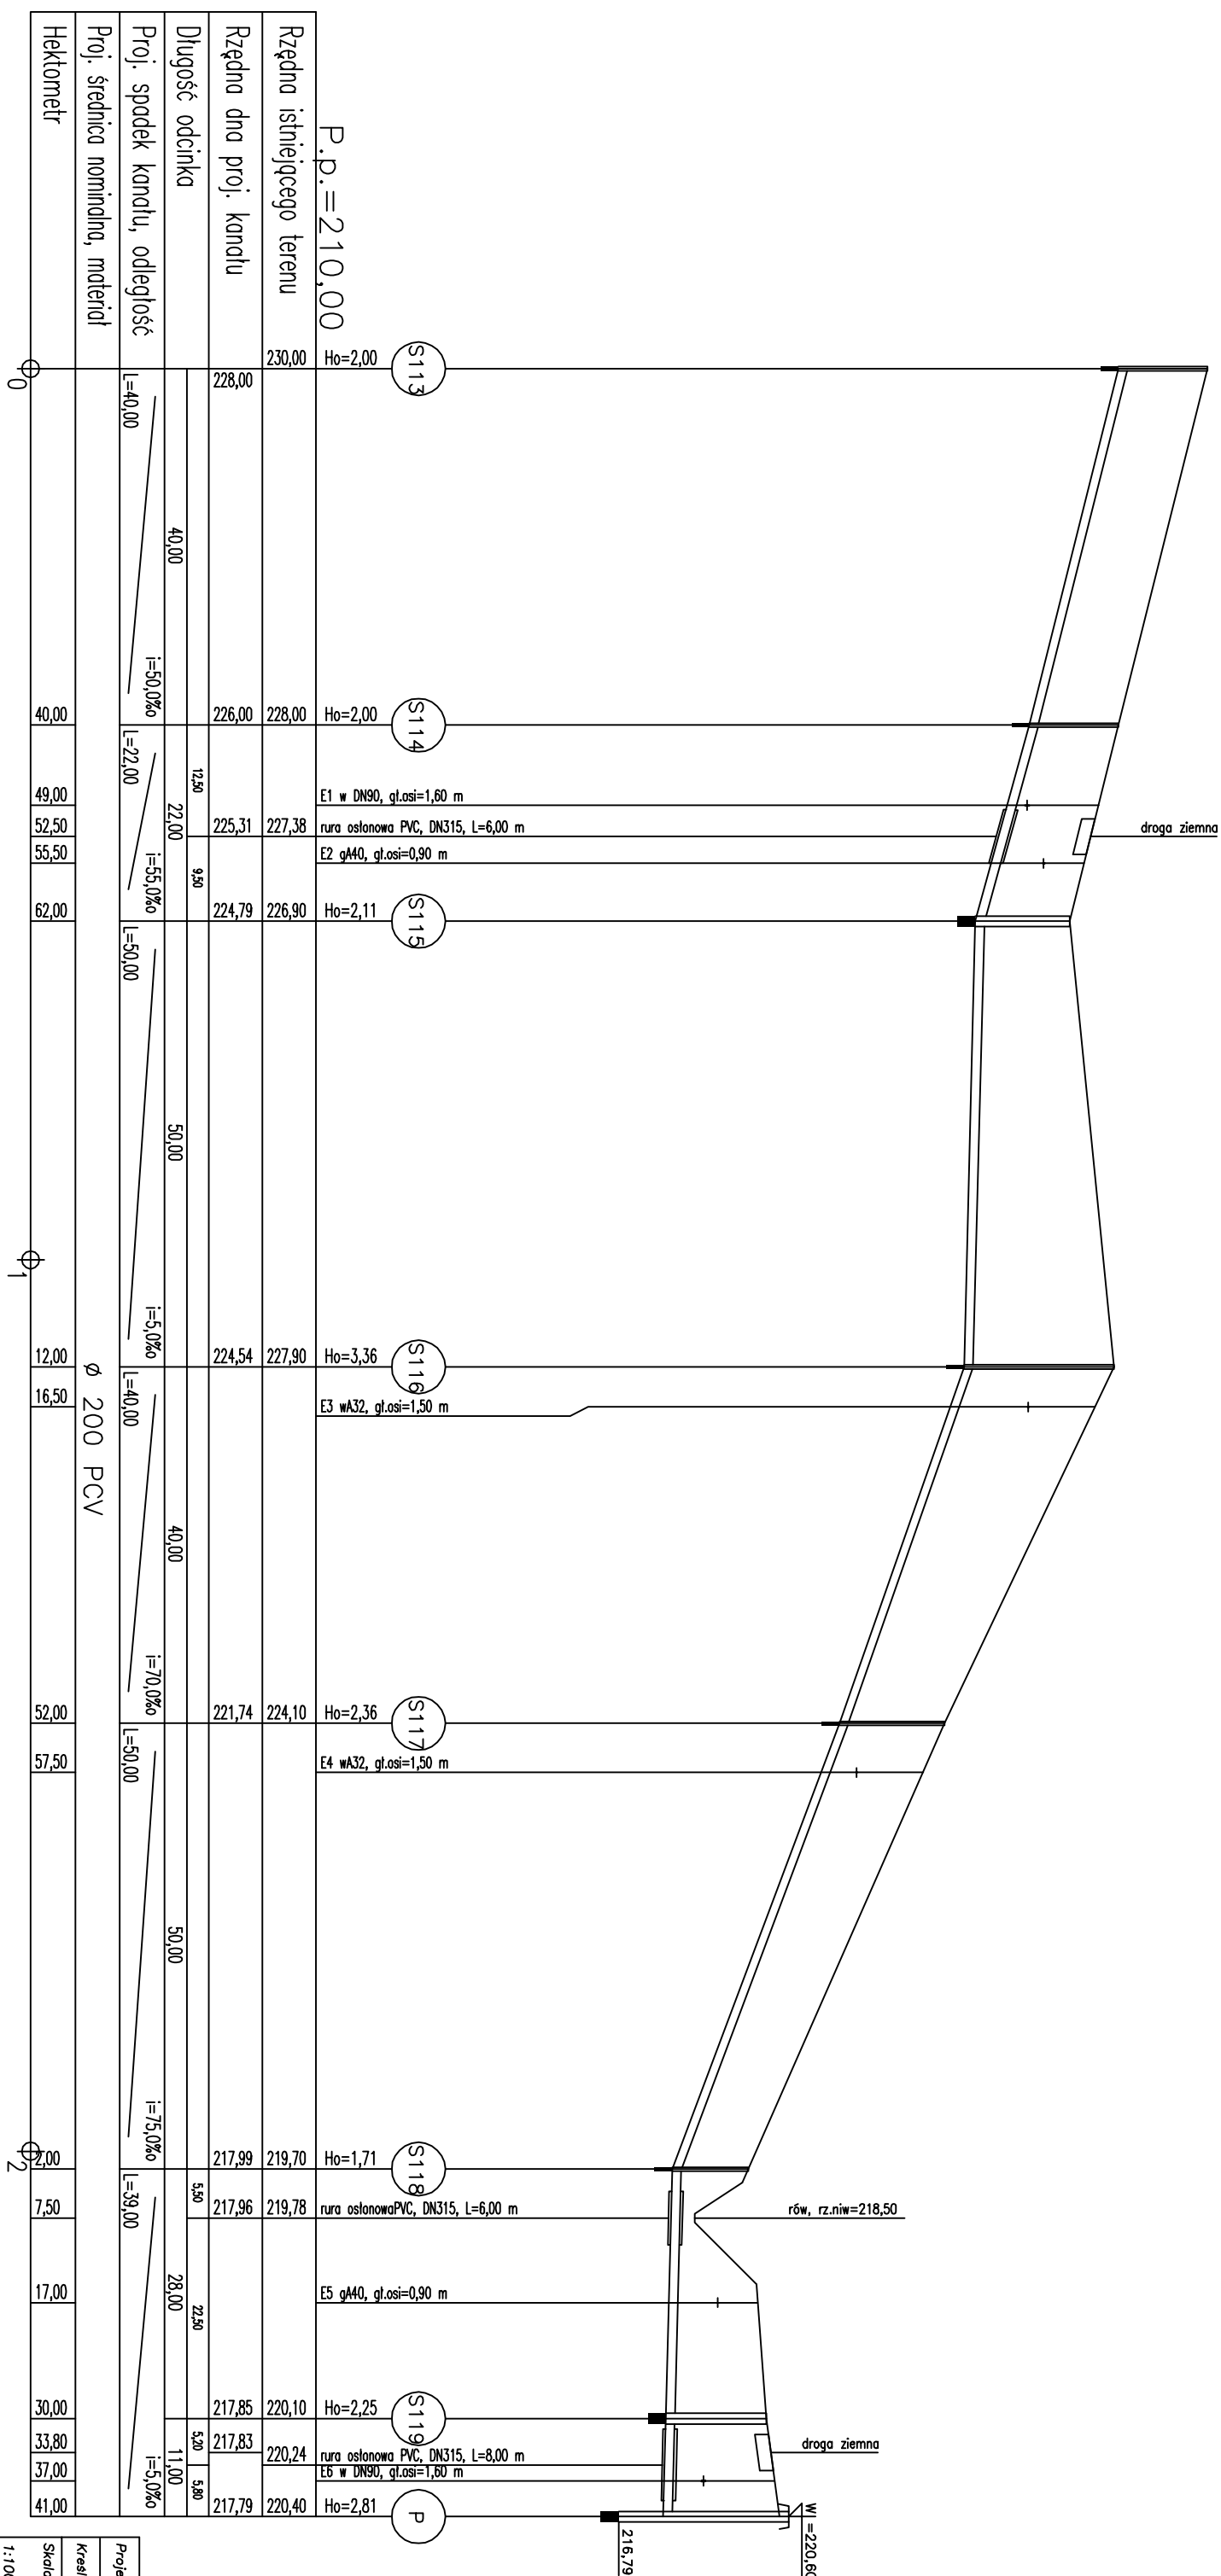 P.p.=210,00
S113
S114
S115
S116
S117
S118
S119
P
droga ziemna
rów, rz.niw=218,50
droga ziemna
W =220,60
216,79
Ho=2,00
Ho=2,00
E1 w DN90, gł.osi=1,60 m
rura osłonowa PVC, DN315, L=6,00 m
E2 gA40, gł.osi=0,90 m
Ho=2,11
Ho=3,36
E3 wA32, gł.osi=1,50 m
Ho=2,36
E4 wA32, gł.osi=1,50 m
Ho=1,71
rura osłonowaPVC, DN315, L=6,00 m
E5 gA40, gł.osi=0,90 m
Ho=2,25
rura osłonowa PVC, DN315, L=8,00 m
E6 w DN90, gł.osi=1,60 m
Ho=2,81
Rzędna istniejącego terenu
230,00 228,00 227,38 226,90 227,90 224,10 219,70 219,78 220,10 220,24 220,40
Rzędna dna proj. kanału
228,00 226,00 225,31 224,79 224,54 221,74 217,99 217,96 217,85 217,83 217,79
Długość odcinka
12,50 9,50 5,50 22,50 5,20 5,80
40,00 22,00 50,00 40,00 50,00 28,00 11,00
Proj. spadek kanału, odległość
i=50,0‰ i=55,0‰ i=5,0‰ i=70,0‰ i=75,0‰ i=5,0‰
L=40,00 L=22,00 L=50,00 L=40,00 L=50,00 L=39,00
Proj. średnica nominalna, materiał
ø 200 PCV
Hektometr
40,00 49,00 52,50 55,50 62,00 12,00 16,50 52,00 57,50 2,00 7,50 17,00 30,00 33,80 37,00 41,00
0 1 2
Proje
Kreśl
Skala
1:100